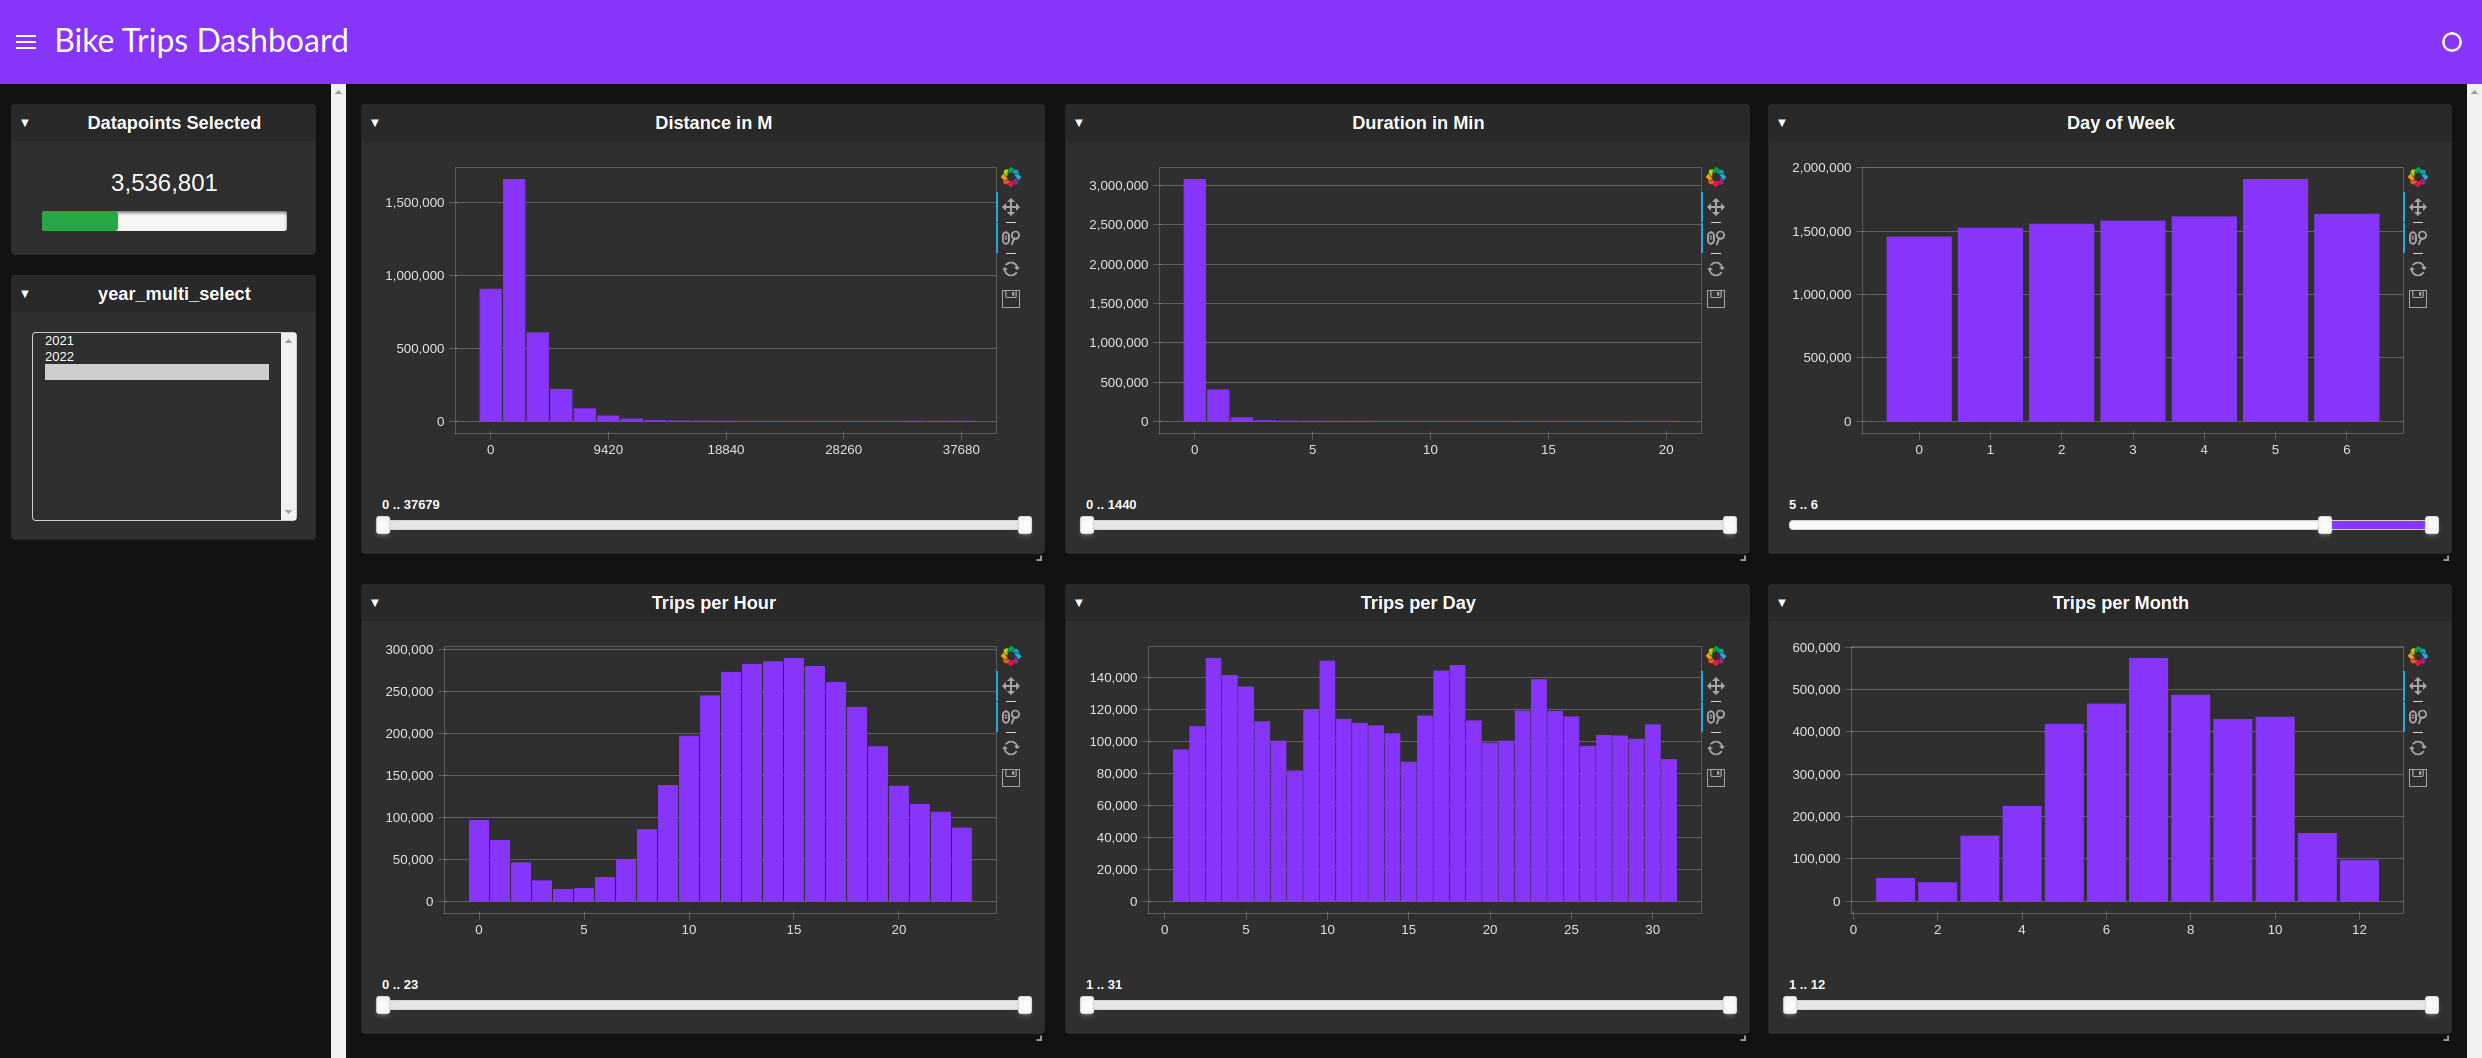 Bike Trips Dashboard
▼ Datapoints Selected
3,536,801
▼ year_multi_select
2021
2022
▼ Distance in M
1,500,000
1,000,000
500,000
0
0 9420 18840 28260 37680
0 .. 37679
▼ Duration in Min
3,000,000
2,500,000
2,000,000
1,500,000
1,000,000
500,000
0
0 5 10 15 20
0 .. 1440
▼ Day of Week
2,000,000
1,500,000
1,000,000
500,000
0
0 1 2 3 4 5 6
5 .. 6
▼ Trips per Hour
300,000
250,000
200,000
150,000
100,000
50,000
0
0 5 10 15 20
0 .. 23
▼ Trips per Day
140,000
120,000
100,000
80,000
60,000
40,000
20,000
0
0 5 10 15 20 25 30
1 .. 31
▼ Trips per Month
600,000
500,000
400,000
300,000
200,000
100,000
0
0 2 4 6 8 10 12
1 .. 12